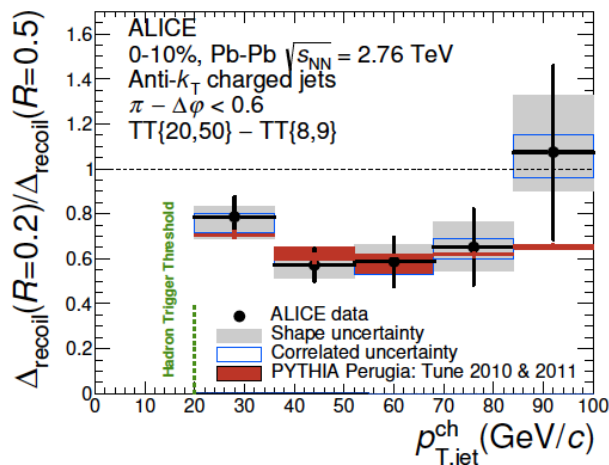 ALICE
0-10%, Pb-Pb √sNN = 2.76 TeV
Anti-kT charged jets
π − Δφ < 0.6
TT{20,50} − TT{8,9}
Δrecoil(R=0.2)/Δrecoil(R=0.5)
1.6
1.4
1.2
1
0.8
0.6
0.4
0.2
0
Hadron Trigger Threshold
ALICE data
Shape uncertainty
Correlated uncertainty
PYTHIA Perugia: Tune 2010 & 2011
0 10 20 30 40 50 60 70 80 90 100
pchT,jet (GeV/c)